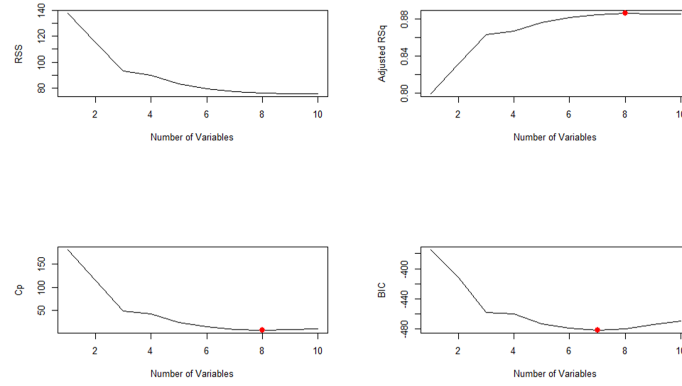 RSS
80
100
120
140
2 4 6 8 10
Number of Variables
Adjusted RSq
0.80
0.84
0.88
2 4 6 8 10
Number of Variables
Cp
50
100
150
2 4 6 8 10
Number of Variables
BIC
-480
-440
-400
2 4 6 8 10
Number of Variables